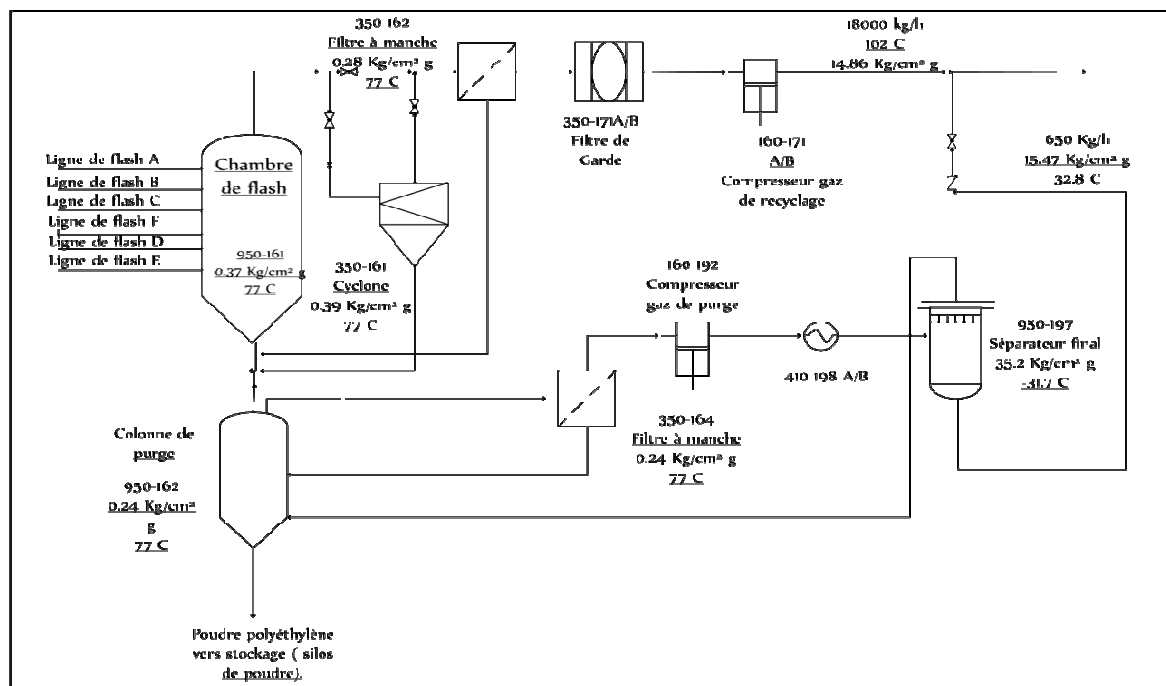 350-162
Filtre à manche
0.28 Kg/cm² g
77 C
18000 kg/h
102 C
14.86 Kg/cm² g
350-171A/B
Filtre de
Garde
160-171
A/B
Compresseur gaz
de recyclage
650 Kg/h
15.47 Kg/cm² g
32.8 C
Ligne de flash A
Ligne de flash B
Ligne de flash C
Ligne de flash F
Ligne de flash D
Ligne de flash E
Chambre
de flash
950-161
0.37 Kg/cm² g
77 C
350-161
Cyclone
0.39 Kg/cm² g
77 C
160-192
Compresseur
gaz de purge
410-198 A/B
950-197
Séparateur final
35.2 Kg/cm² g
-31.7 C
350-164
Filtre à manche
0.24 Kg/cm² g
77 C
Colonne de
purge
950-162
0.24 Kg/cm²
g
77 C
Poudre polyéthylène
vers stockage ( silos
de poudre).